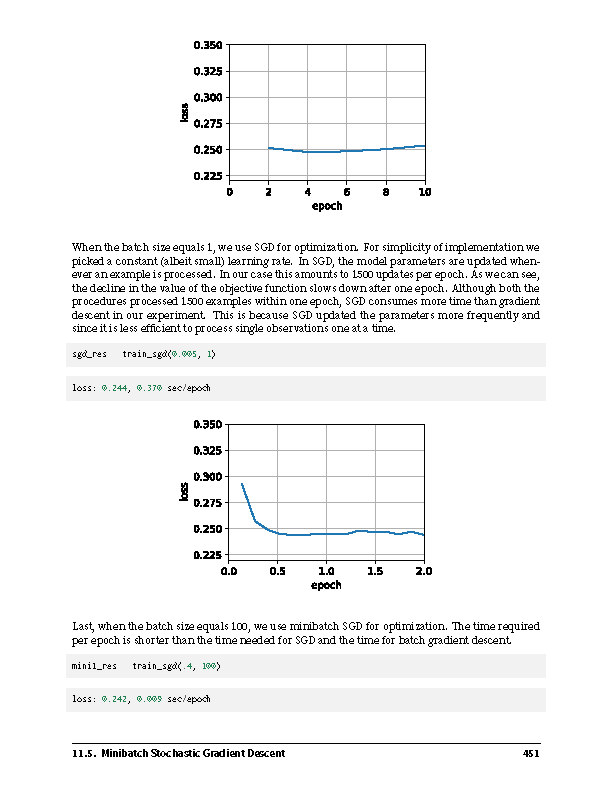 0.350
0.325
0.300
0.275
0.250
0.225
loss
0 2 4 6 8 10
epoch
When the batch size equals 1, we use SGD for optimization. For simplicity of implementation we
picked a constant (albeit small) learning rate. In SGD, the model parameters are updated when-
ever an example is processed. In our case this amounts to 1500 updates per epoch. As we can see,
the decline in the value of the objective function slows down after one epoch. Although both the
procedures processed 1500 examples within one epoch, SGD consumes more time than gradient
descent in our experiment. This is because SGD updated the parameters more frequently and
since it is less efficient to process single observations one at a time.
sgd_res train_sgd(0.005, 1)
loss: 0.244, 0.370 sec/epoch
0.350
0.325
0.300
0.275
0.250
0.225
loss
0.0 0.5 1.0 1.5 2.0
epoch
Last, when the batch size equals 100, we use minibatch SGD for optimization. The time required
per epoch is shorter than the time needed for SGD and the time for batch gradient descent.
mini1_res train_sgd(.4, 100)
loss: 0.242, 0.009 sec/epoch
11.5. Minibatch Stochastic Gradient Descent 451